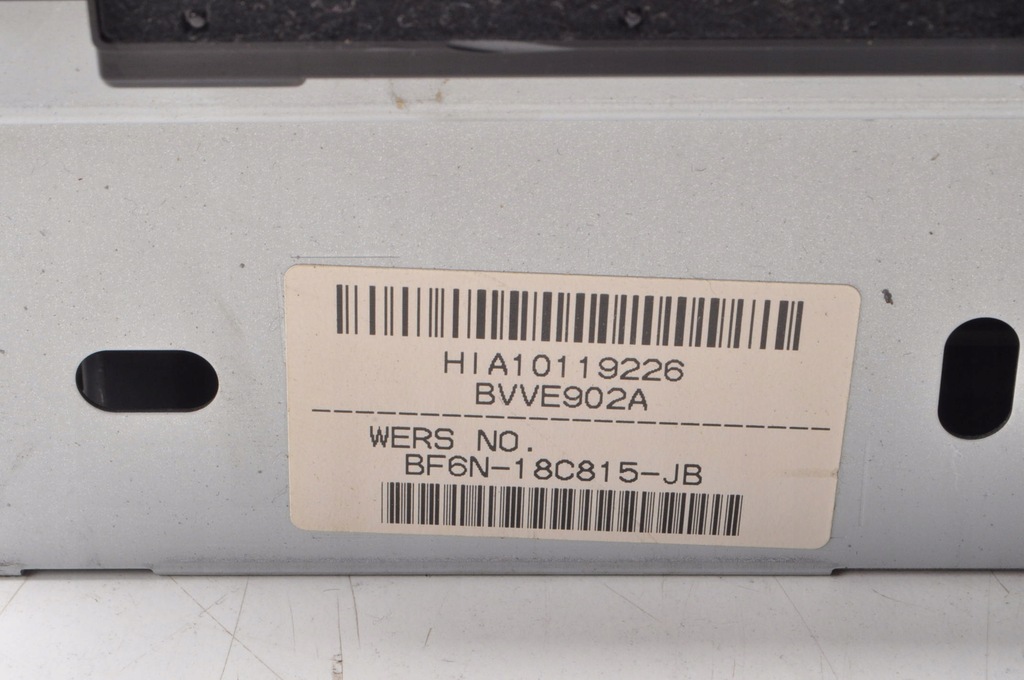 HIA10119226
BVVE902A
WERS NO.
BF6N-18C815-JB